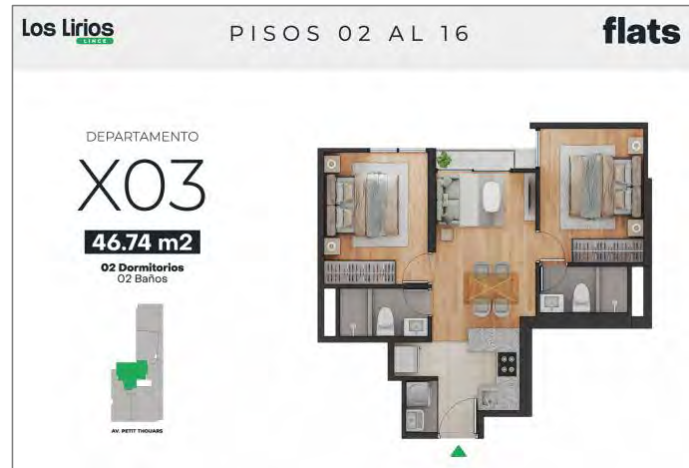 Los Lirios
LINCE
PISOS 02 AL 16
flats
DEPARTAMENTO
X03
46.74 m2
02 Dormitorios
02 Baños
AV. PETIT THOUARS